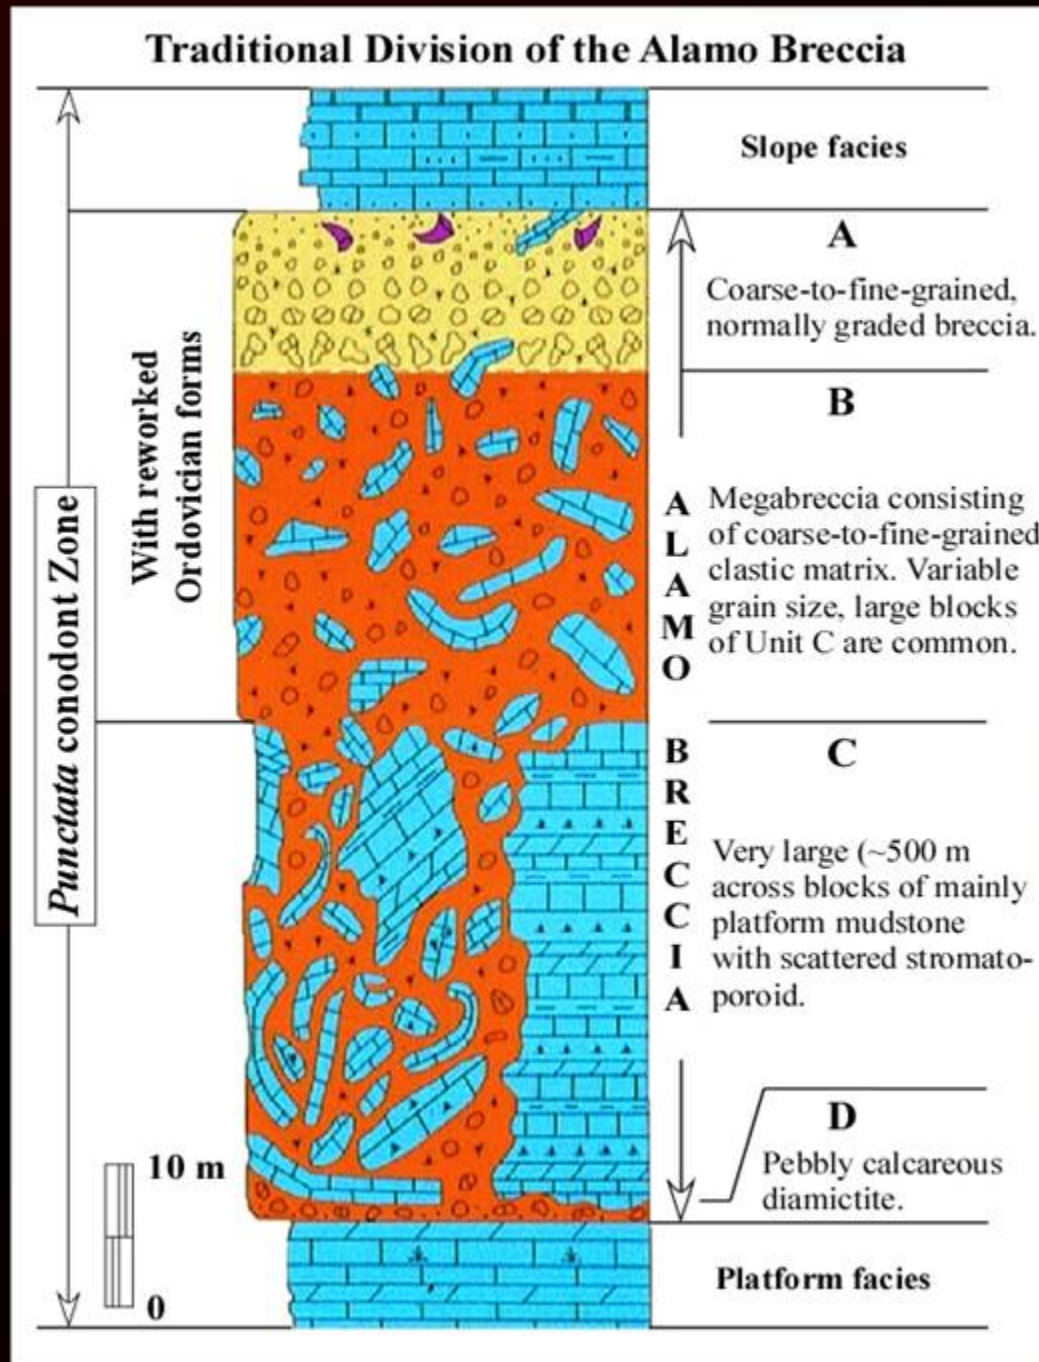 Traditional Division of the Alamo Breccia
Slope facies
A
Coarse-to-fine-grained,
normally graded breccia.
B
Megabreccia consisting
of coarse-to-fine-grained
clastic matrix. Variable
grain size, large blocks
of Unit C are common.
C
Very large (~500 m
across blocks of mainly
platform mudstone
with scattered stromato-
poroid.
D
Pebbly calcareous
diamictite.
Platform facies
ALAMO
BRECCIA
With reworked
Ordovician forms
Punctata conodont Zone
10 m
0